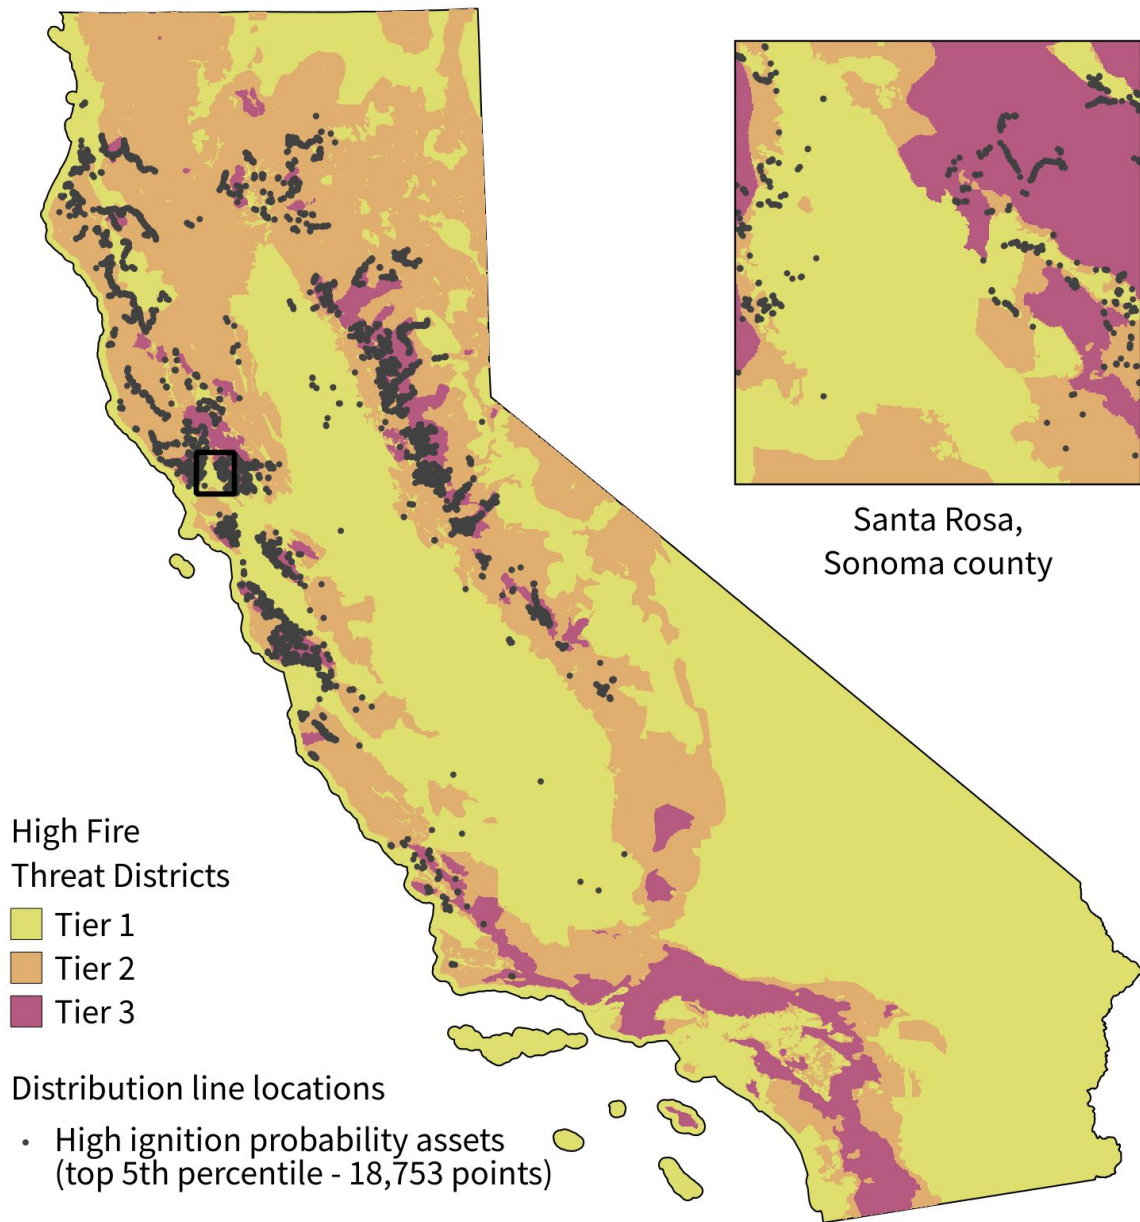 Santa Rosa,
Sonoma county
High Fire
Threat Districts
Tier 1
Tier 2
Tier 3
Distribution line locations
High ignition probability assets
(top 5th percentile - 18,753 points)